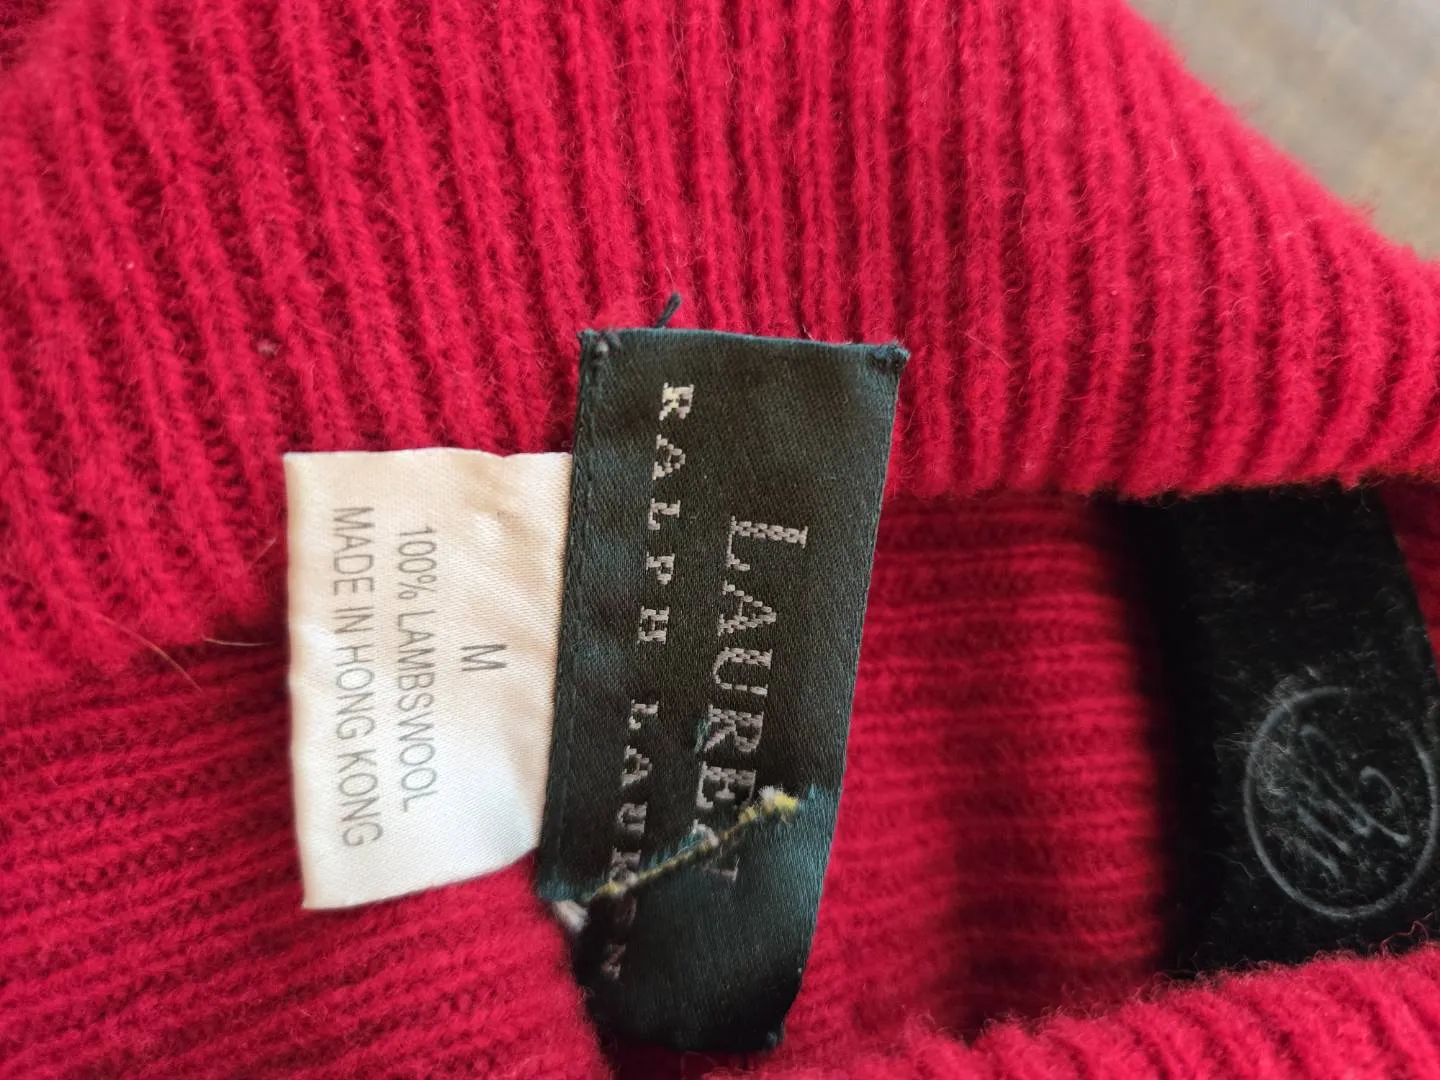 LAUREN
RALPH LAUREN
M
100% LAMBSWOOL
MADE IN HONG KONG